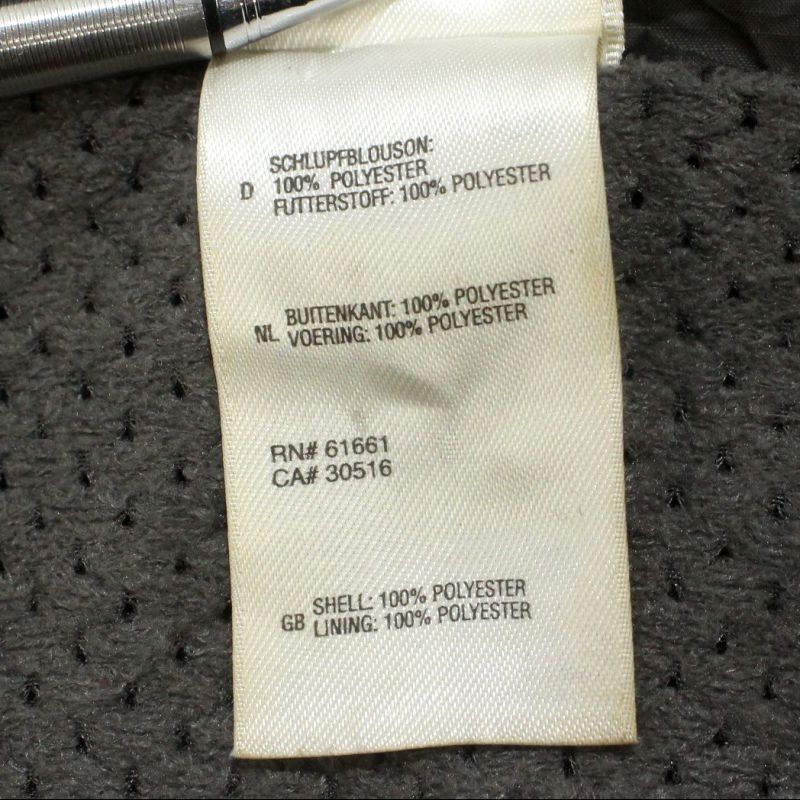 SCHLUPFBLOUSON:
D 100% POLYESTER
FUTTERSTOFF: 100% POLYESTER
BUITENKANT: 100% POLYESTER
NL VOERING: 100% POLYESTER
RN# 61661
CA# 30516
SHELL: 100% POLYESTER
GB LINING: 100% POLYESTER